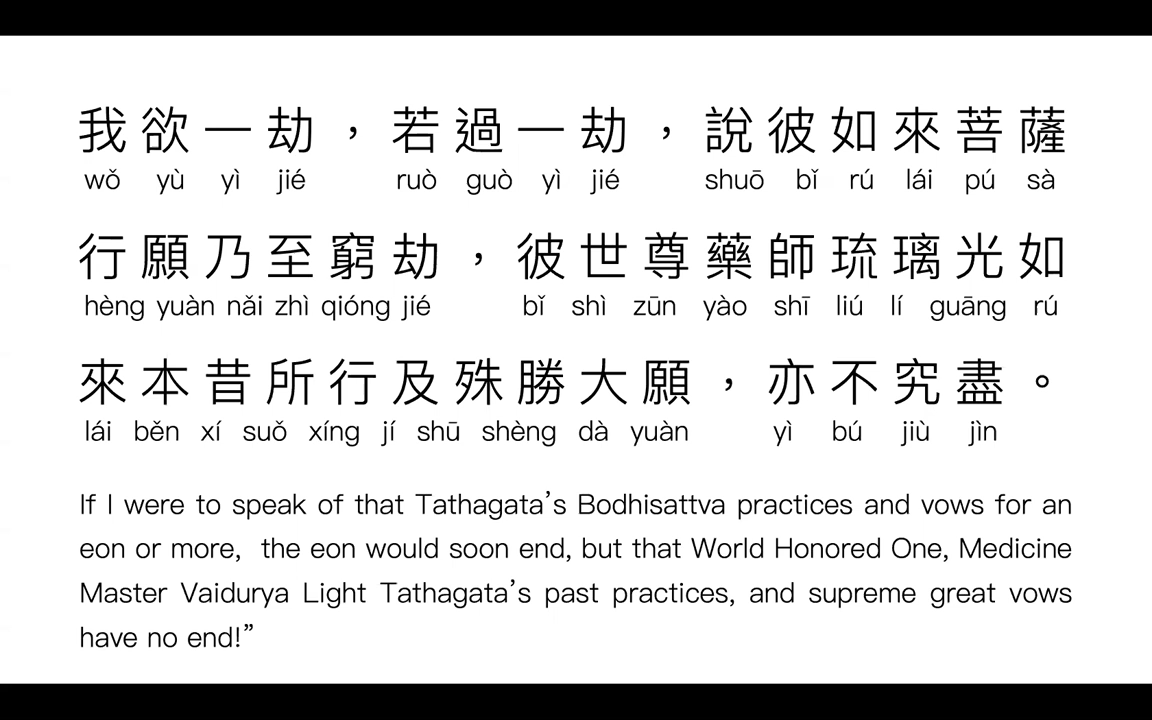 我欲一劫，若過一劫，說彼如來菩薩
wǒ yù yì jié ruò guò yì jié shuō bǐ rú lái pú sà
行願乃至窮劫，彼世尊藥師琉璃光如
hèng yuàn nǎi zhì qióng jié bǐ shì zūn yào shī liú lí guāng rú
來本昔所行及殊勝大願，亦不究盡。
lái běn xí suǒ xíng jí shū shèng dà yuàn yì bú jiù jìn
If I were to speak of that Tathagata’s Bodhisattva practices and vows for an
eon or more,  the eon would soon end, but that World Honored One, Medicine
Master Vaidurya Light Tathagata’s past practices, and supreme great vows
have no end!”